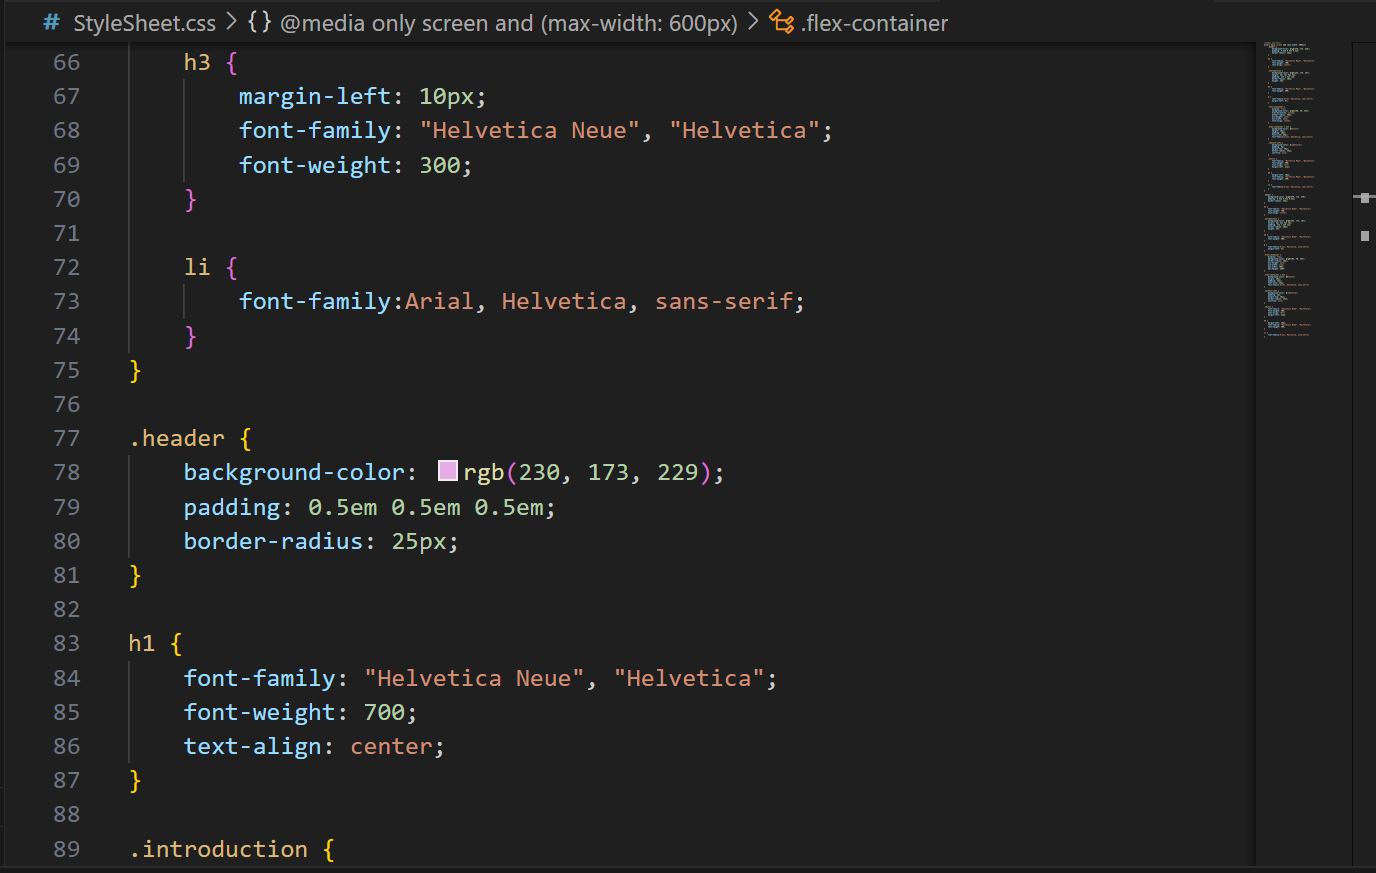 # StyleSheet.css > {} @media only screen and (max-width: 600px) > .flex-container
66 h3 {
67 margin-left: 10px;
68 font-family: "Helvetica Neue", "Helvetica";
69 font-weight: 300;
70 }
71
72 li {
73 font-family:Arial, Helvetica, sans-serif;
74 }
75 }
76
77 .header {
78 background-color: rgb(230, 173, 229);
79 padding: 0.5em 0.5em 0.5em;
80 border-radius: 25px;
81 }
82
83 h1 {
84 font-family: "Helvetica Neue", "Helvetica";
85 font-weight: 700;
86 text-align: center;
87 }
88
89 .introduction {